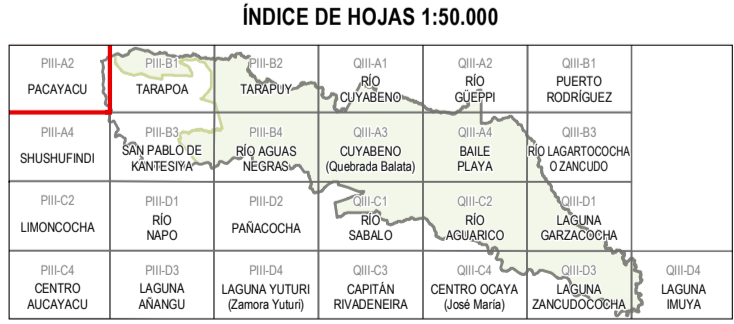 ÍNDICE DE HOJAS 1:50.000
PIII-A2
PACAYACU
PIII-B1
TARAPOA
PIII-B2
TARAPUY
QIII-A1
RÍO
CUYABENO
QIII-A2
RÍO
GÜEPPI
QIII-B1
PUERTO
RODRÍGUEZ
PIII-A4
SHUSHUFINDI
PIII-B3
SAN PABLO DE
KANTESIYA
PIII-B4
RÍO AGUAS
NEGRAS
QIII-A3
CUYABENO
(Quebrada Balata)
QIII-A4
BAILE
PLAYA
QIII-B3
RÍO LAGARTOCOCHA
O ZANCUDO
PIII-C2
LIMONCOCHA
PIII-D1
RÍO
NAPO
PIII-D2
PAÑACOCHA
QIII-C1
RÍO
SABALO
QIII-C2
RÍO
AGUARICO
QIII-D1
LAGUNA
GARZACOCHA
PIII-C4
CENTRO
AUCAYACU
PIII-D3
LAGUNA
AÑANGU
PIII-D4
LAGUNA YUTURI
(Zamora Yuturi)
QIII-C3
CAPITÁN
RIVADENEIRA
QIII-C4
CENTRO OCAYA
(José María)
QIII-D3
LAGUNA
ZANCUDOCOCHA
QIII-D4
LAGUNA
IMUYA